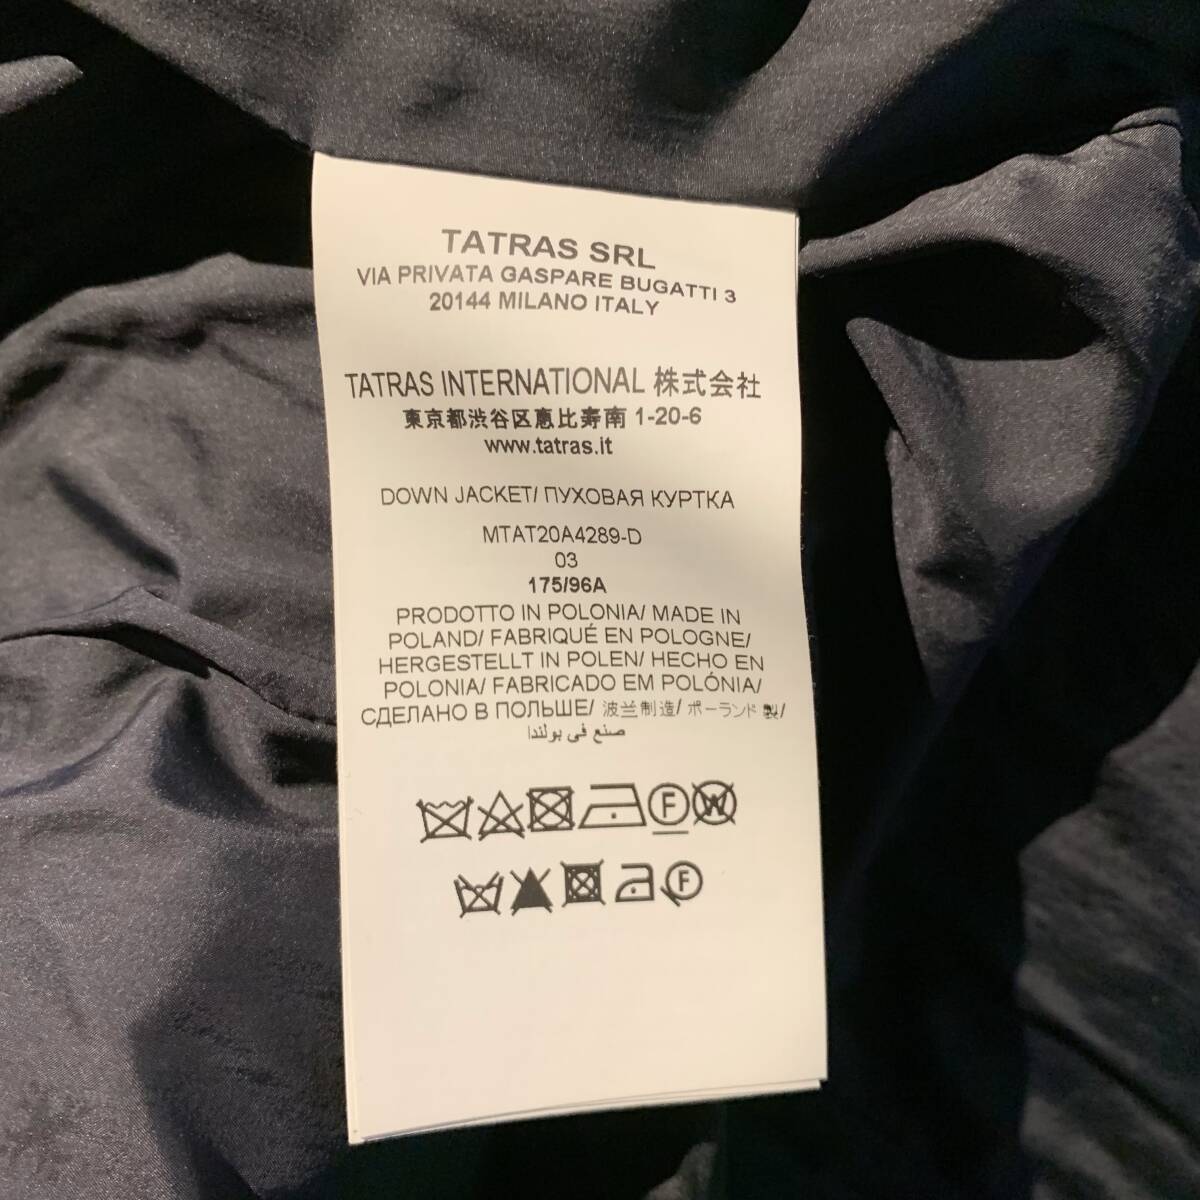 TATRAS SRL
VIA PRIVATA GASPARE BUGATTI 3
20144 MILANO ITALY
TATRAS INTERNATIONAL 株式会社
東京都渋谷区恵比寿南 1-20-6
www.tatras.it
DOWN JACKET/ ПУХОВАЯ КУРТКА
MTAT20A4289-D
03
175/96A
PRODOTTO IN POLONIA/ MADE IN
POLAND/ FABRIQUÉ EN POLOGNE/
HERGESTELLT IN POLEN/ HECHO EN
POLONIA/ FABRICADO EM POLÓNIA/
СДЕЛАНО В ПОЛЬШЕ/ 波兰制造/ ポーランド製/
صنع في بولندا
F W
F